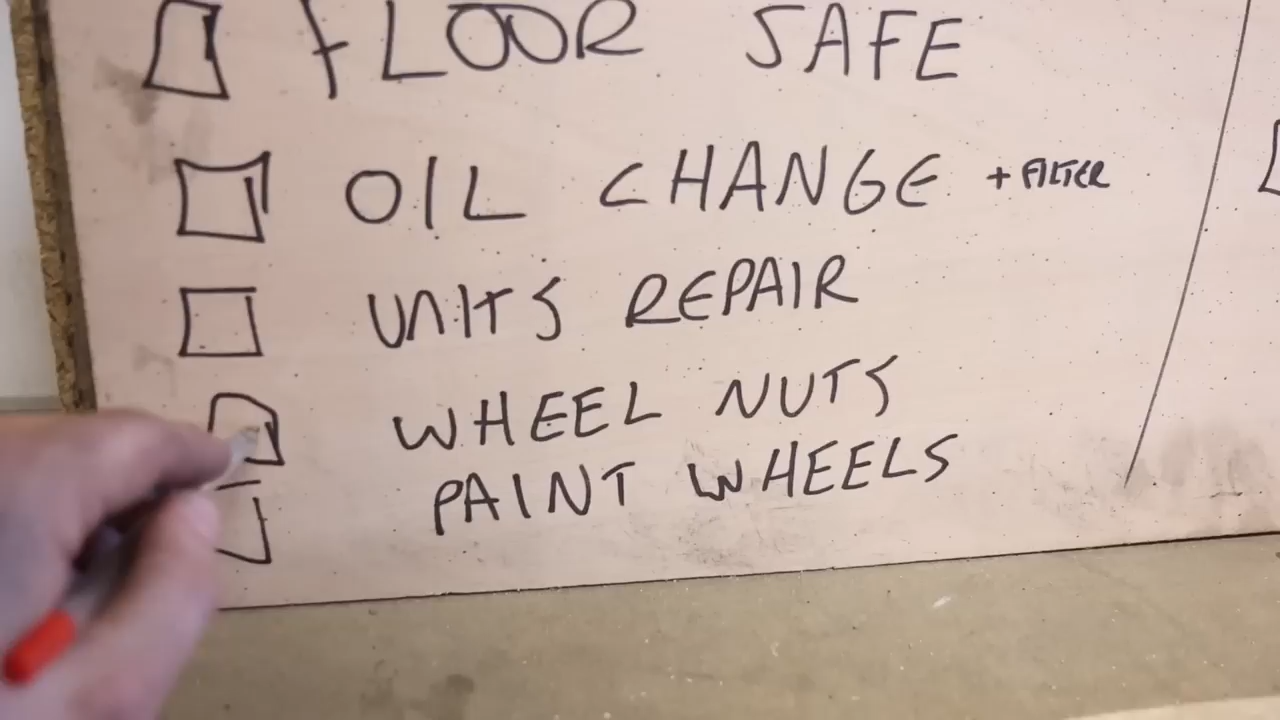 FLOOR SAFE
OIL CHANGE + FILTER
UNITS REPAIR
WHEEL NUTS
PAINT WHEELS